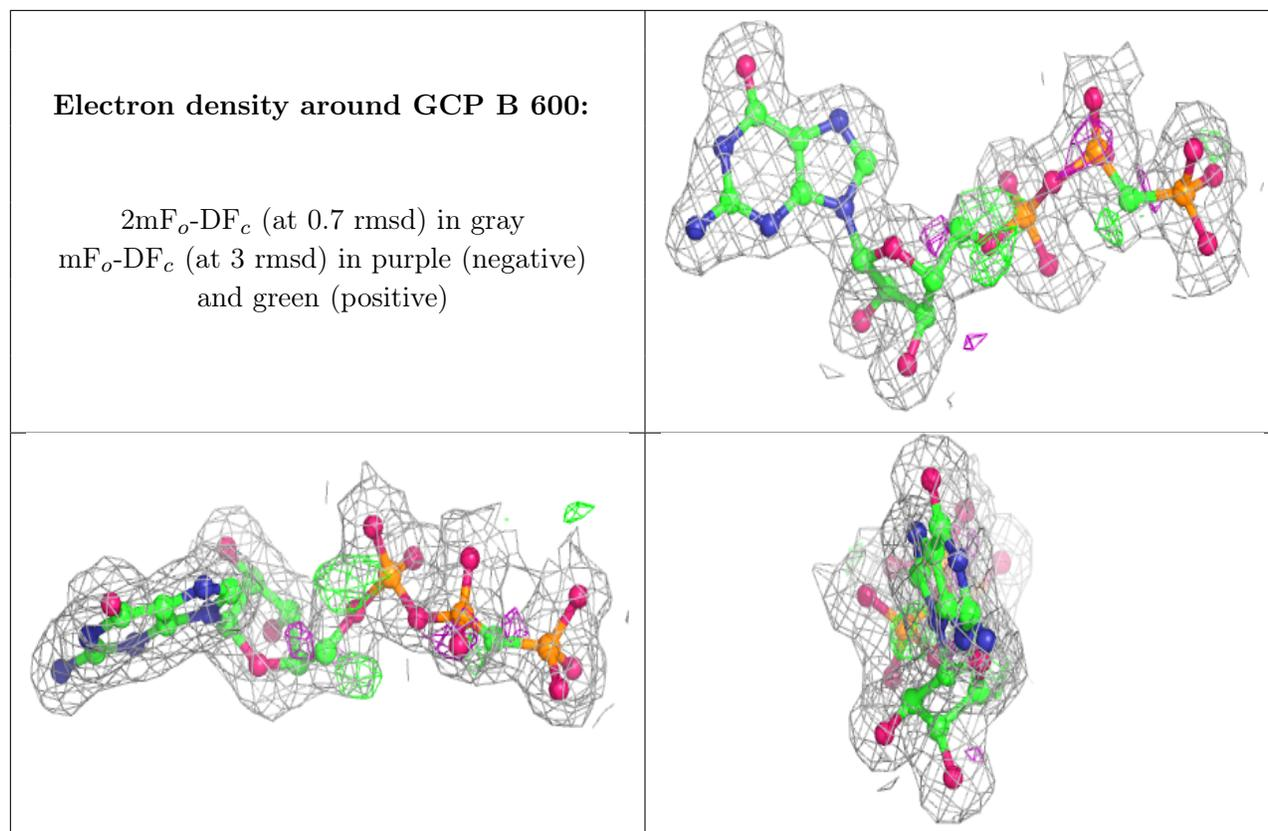 Electron density around GCP B 600:
2mFo-DFc (at 0.7 rmsd) in gray
mFo-DFc (at 3 rmsd) in purple (negative)
and green (positive)